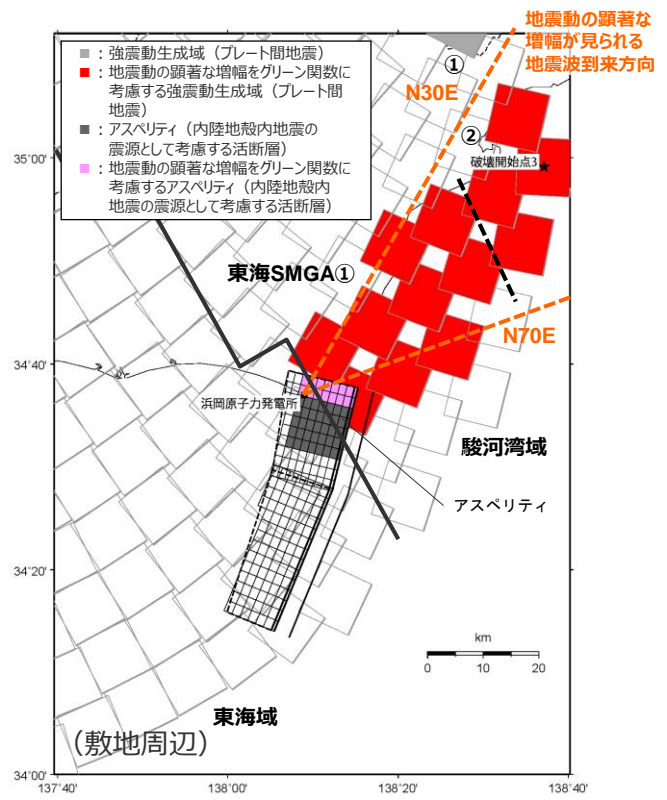 地震動の顕著な
増幅が見られる
地震波到来方向
■：強震動生成域（プレート間地震）
■：地震動の顕著な増幅をグリーン関数に
考慮する強震動生成域（プレート間
地震）
■：アスペリティ（内陸地殻内地震の
震源として考慮する活断層）
■：地震動の顕著な増幅をグリーン関数に
考慮するアスペリティ（内陸地殻内
地震の震源として考慮する活断層）
①
N30E
②
破壊開始点3
★
東海SMGA①
N70E
浜岡原子力発電所
駿河湾域
アスペリティ
km
0 10 20
東海域
（敷地周辺）
35°00'
34°40'
34°20'
34°00'
137°40' 138°00' 138°20' 138°40'